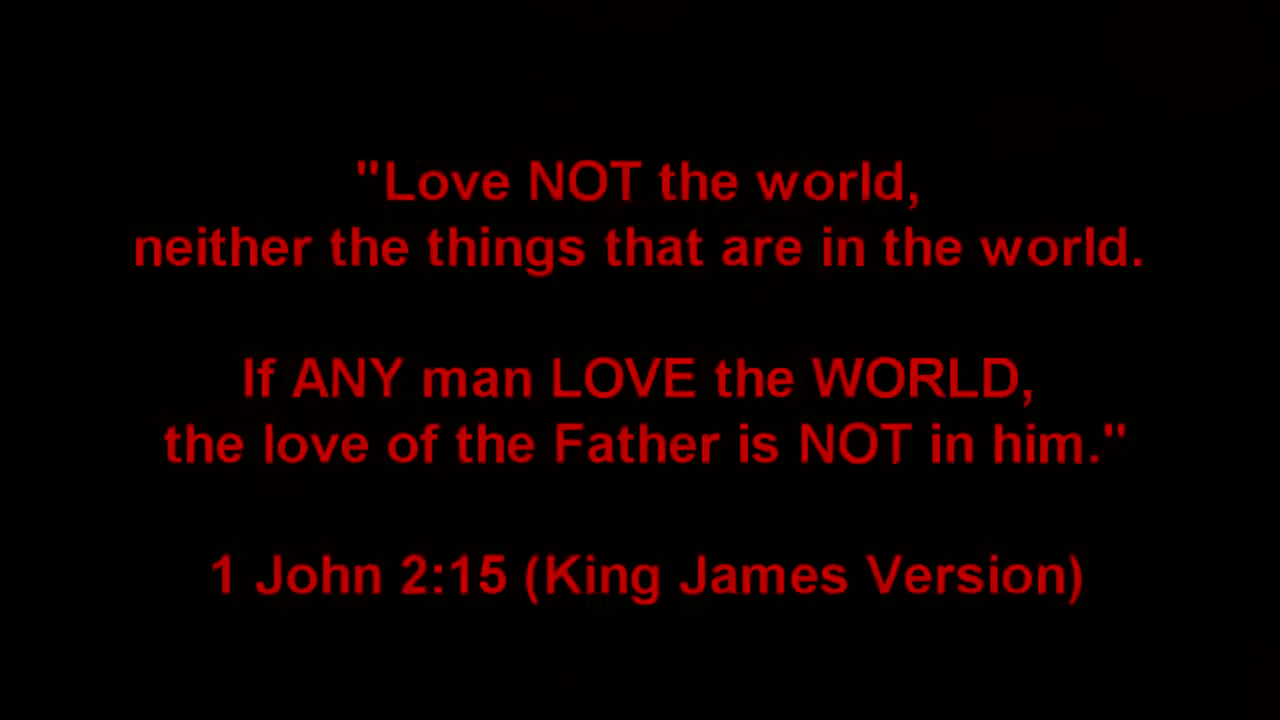 "Love NOT the world,
neither the things that are in the world.
If ANY man LOVE the WORLD,
the love of the Father is NOT in him."
1 John 2:15 (King James Version)